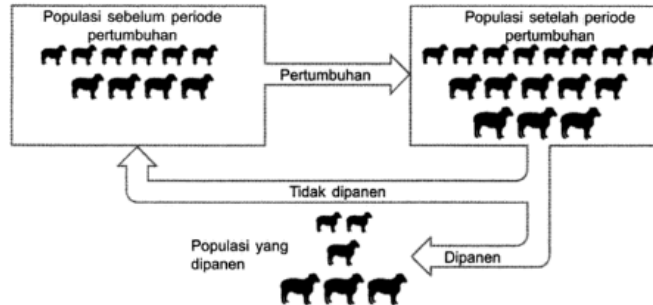 Populasi sebelum periode
pertumbuhan
Populasi setelah periode
pertumbuhan
Pertumbuhan
Tidak dipanen
Populasi yang
dipanen
Dipanen